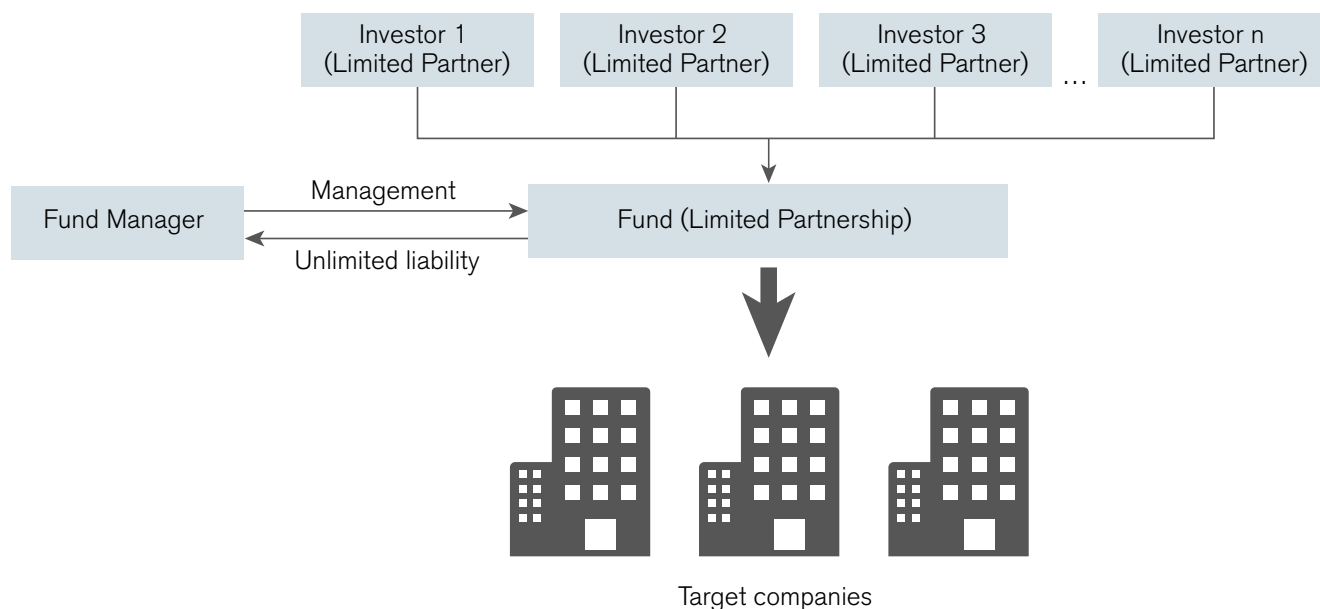 Investor 1
(Limited Partner)
Investor 2
(Limited Partner)
Investor 3
(Limited Partner)
...
Investor n
(Limited Partner)
Management
Fund Manager
Fund (Limited Partnership)
Unlimited liability
Target companies